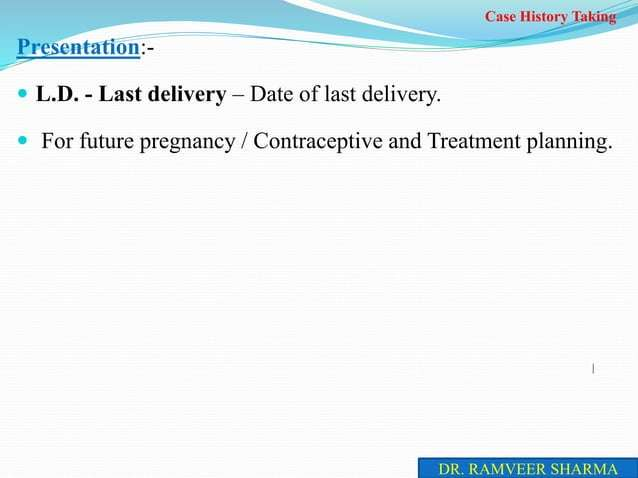 Case History Taking
Presentation:-
• L.D. - Last delivery – Date of last delivery.
• For future pregnancy / Contraceptive and Treatment planning.
DR. RAMVEER SHARMA